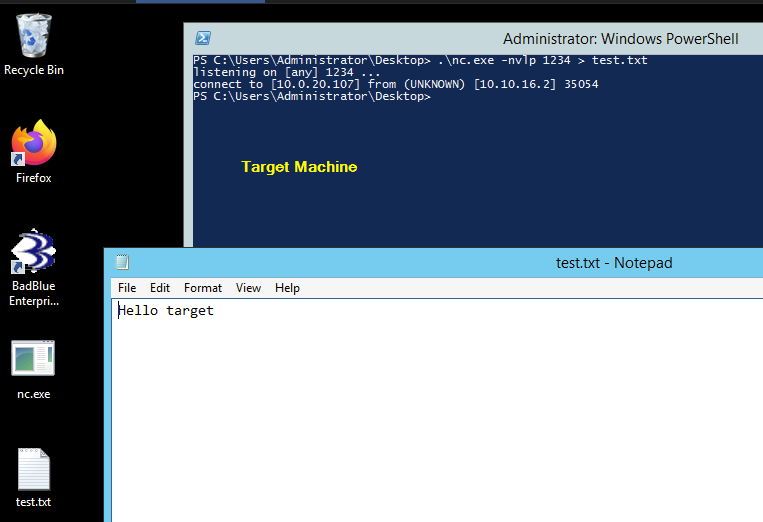 Recycle Bin
Firefox
BadBlue
Enterpri...
nc.exe
test.txt
Administrator: Windows PowerShell
PS C:\Users\Administrator\Desktop> .\nc.exe -nvlp 1234 > test.txt
listening on [any] 1234 ...
connect to [10.0.20.107] from (UNKNOWN) [10.10.16.2] 35054
PS C:\Users\Administrator\Desktop>
Target Machine
test.txt - Notepad
File Edit Format View Help
Hello target